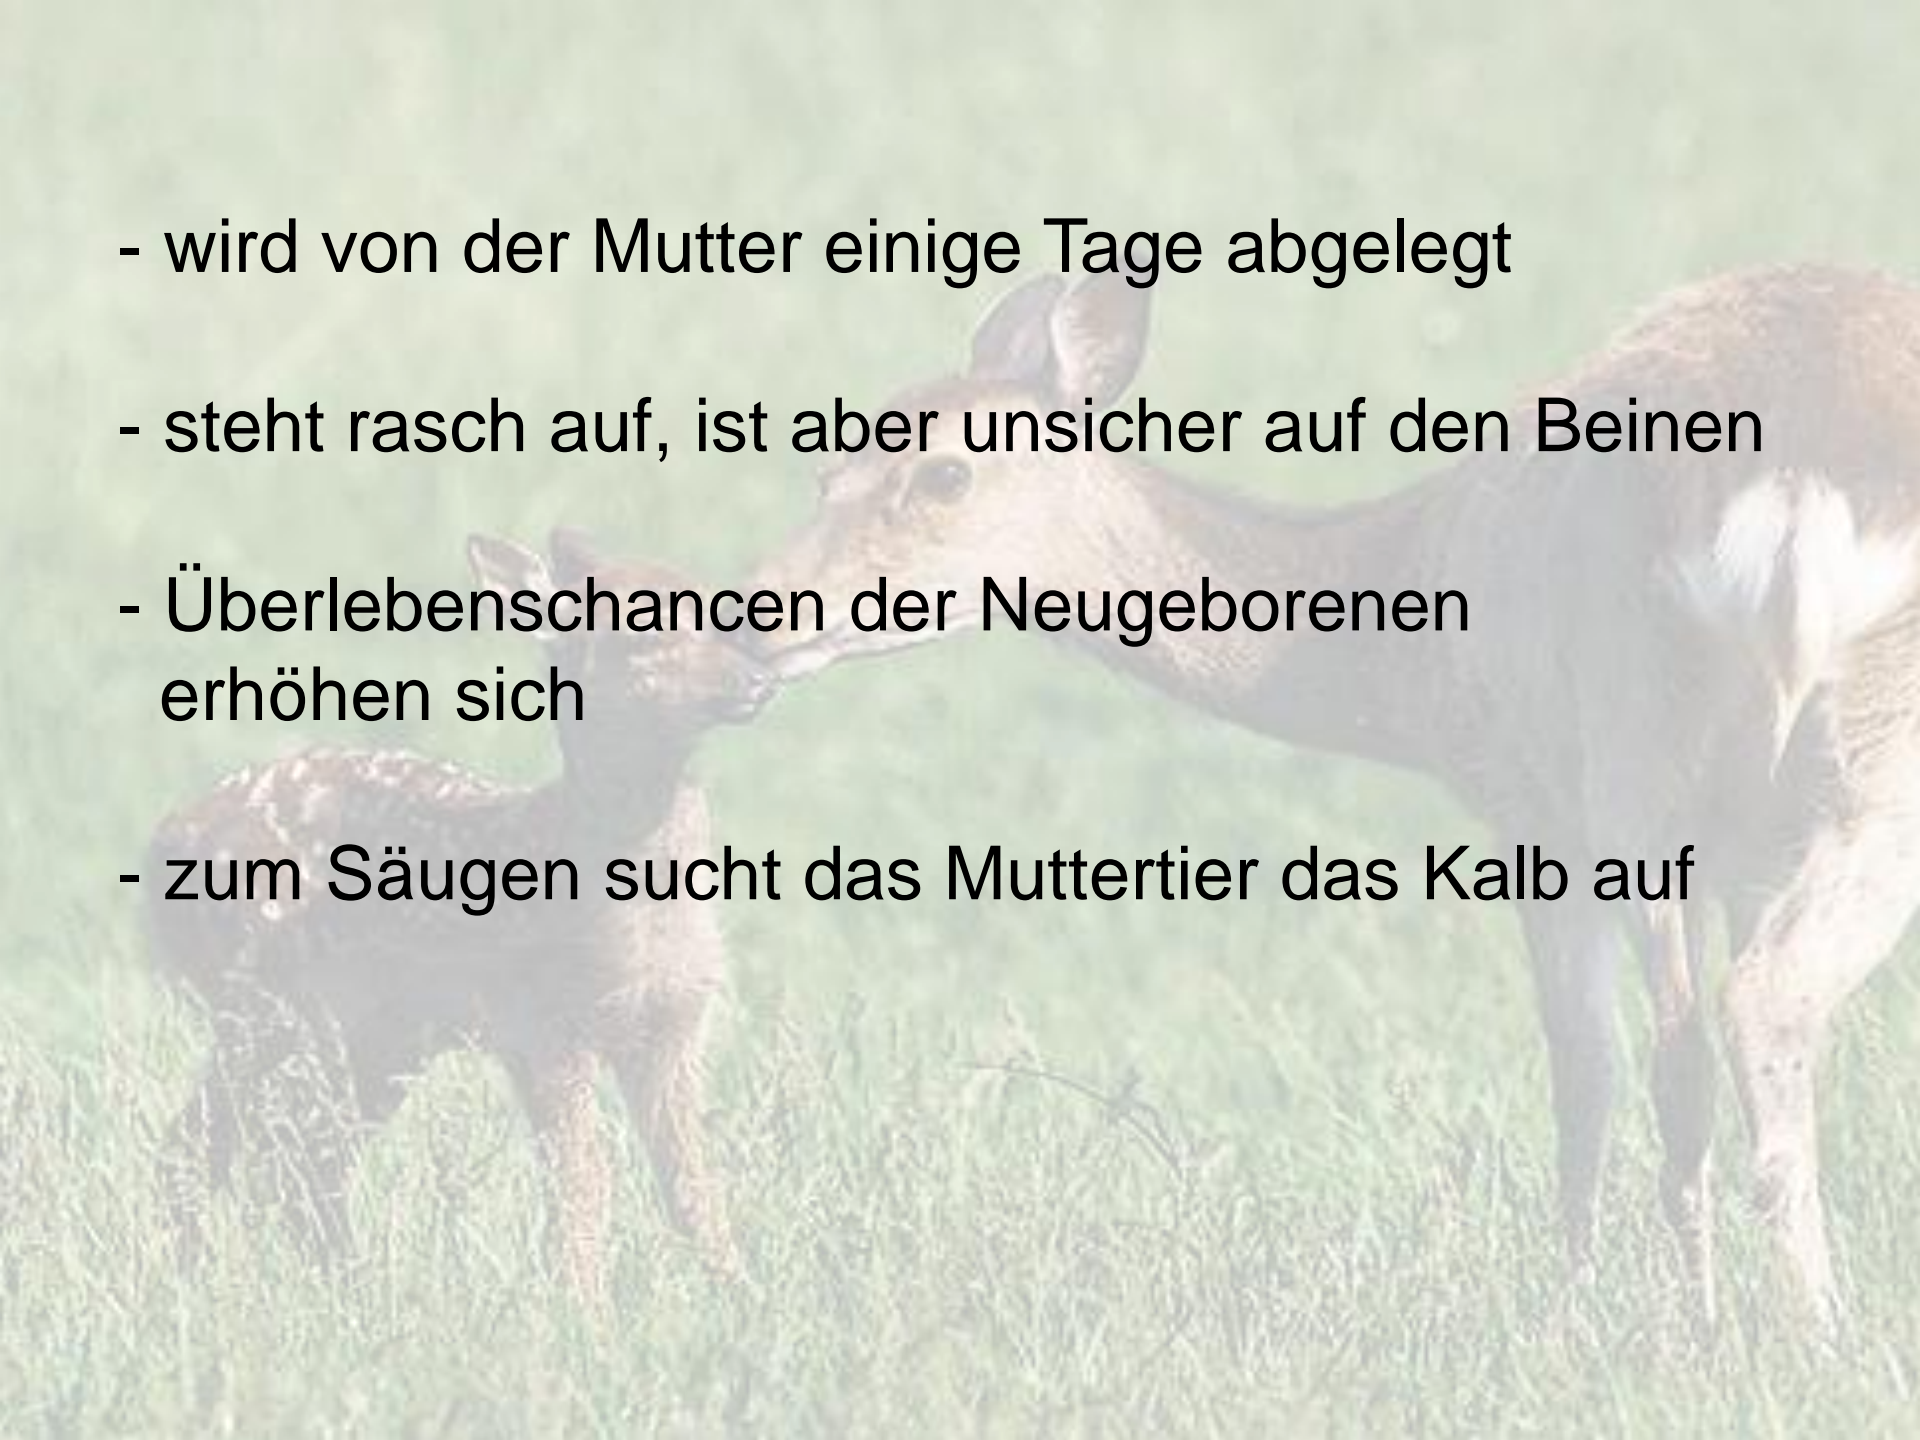 - wird von der Mutter einige Tage abgelegt
- steht rasch auf, ist aber unsicher auf den Beinen
- Überlebenschancen der Neugeborenen
erhöhen sich
- zum Säugen sucht das Muttertier das Kalb auf